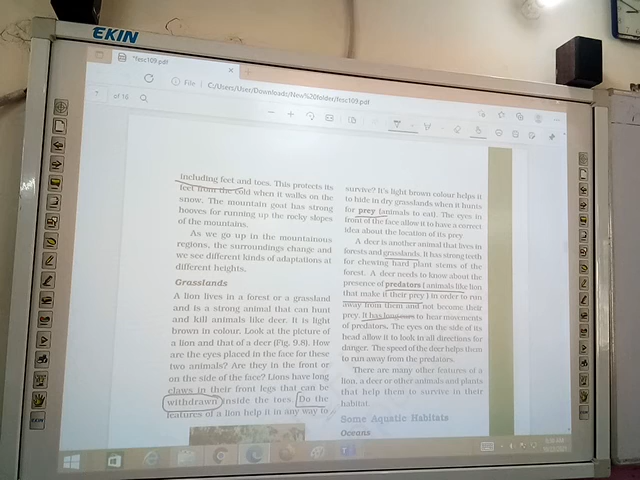 EKIN
*fesc109.pdf
File | C:/Users/User/Downloads/New%20folder/fesc109.pdf
of 16
including feet and toes. This protects its
feet from the cold when it walks on the
snow. The mountain goat has strong
hooves for running up the rocky slopes
of the mountains.
As we go up in the mountainous
regions, the surroundings change and
we see different kinds of adaptations at
different heights.
Grasslands
A lion lives in a forest or a grassland
and is a strong animal that can hunt
and kill animals like deer. It is light
brown in colour. Look at the picture of
a lion and that of a deer (Fig. 9.8). How
are the eyes placed in the face for these
two animals? Are they in the front or
on the side of the face? Lions have long
claws in their front legs that can be
withdrawn inside the toes. Do the
features of a lion help it in any way to
survive? It's light brown colour helps it
to hide in dry grasslands when it hunts
for prey (animals to eat). The eyes in
front of the face allow it to have a correct
idea about the location of its prey.
A deer is another animal that lives in
forests and grasslands. It has strong teeth
for chewing hard plant stems of the
forest. A deer needs to know about the
presence of predators (animals like lion
that make it their prey) in order to run
away from them and not become their
prey. It has long ears to hear movements
of predators. The eyes on the side of its
head allow it to look in all directions for
danger. The speed of the deer helps them
to run away from the predators.
There are many other features of a
lion, a deer or other animals and plants
that help them to survive in their
habitat.
Some Aquatic Habitats
Oceans